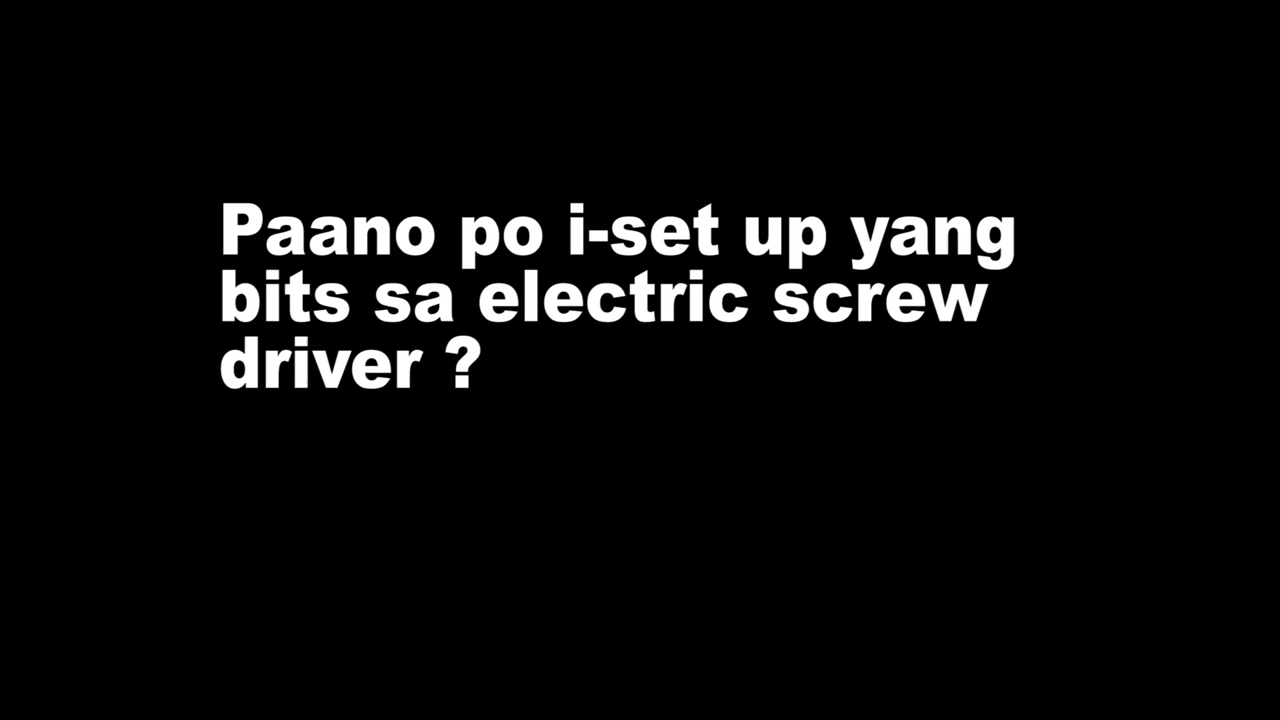 Paano po i-set up yang
bits sa electric screw
driver ?